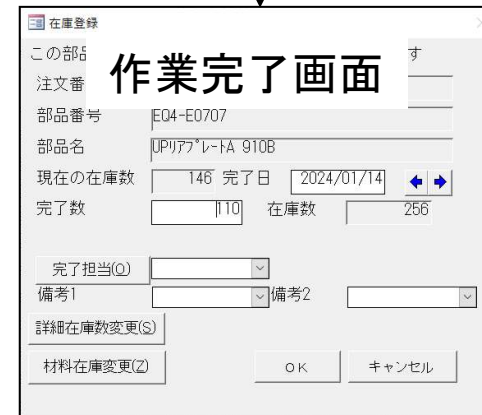 在庫登録
この部品
す
作業完了画面
注文番
部品番号 EQ4-E0707
部品名 UPﾘｱﾌﾟﾚｰﾄA 910B
現在の在庫数 146 完了日 2024/01/14
完了数 110 在庫数 256
完了担当(O)
備考1 備考2
詳細在庫数変更(S)
材料在庫変更(Z) OK キャンセル